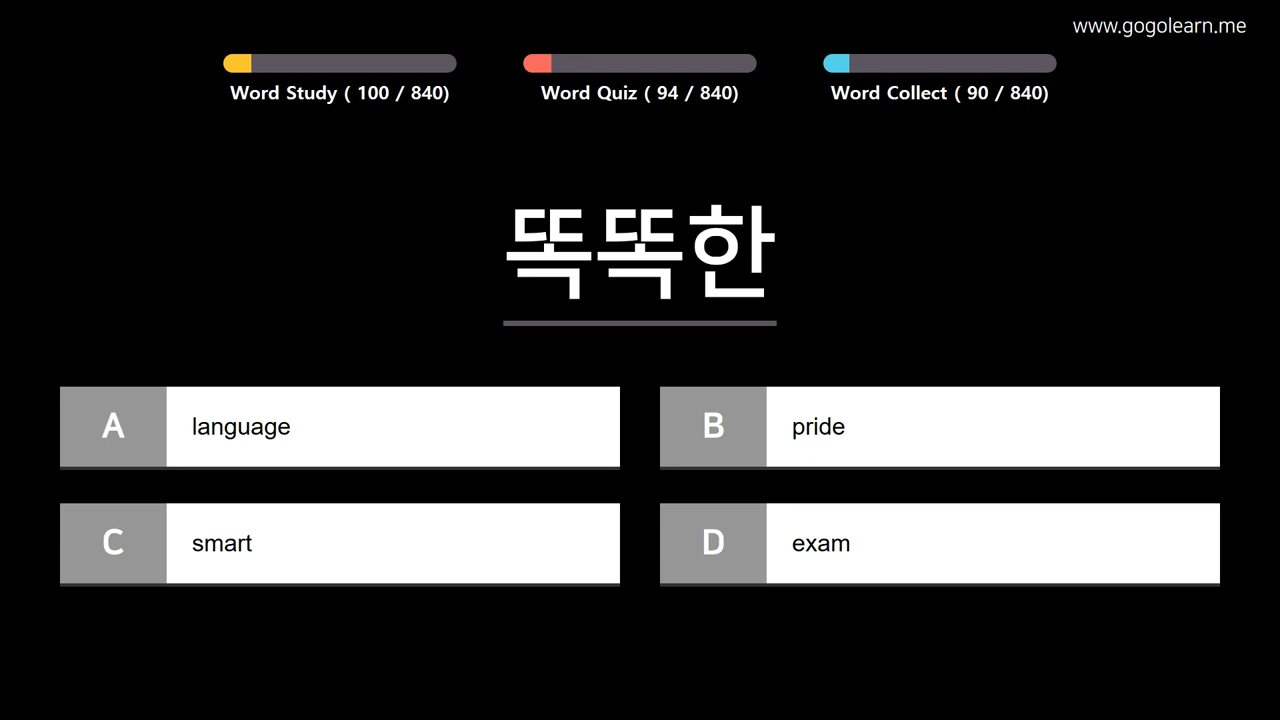 www.gogolearn.me
Word Study ( 100 / 840)
Word Quiz ( 94 / 840)
Word Collect ( 90 / 840)
똑똑한
A language
B pride
C smart
D exam